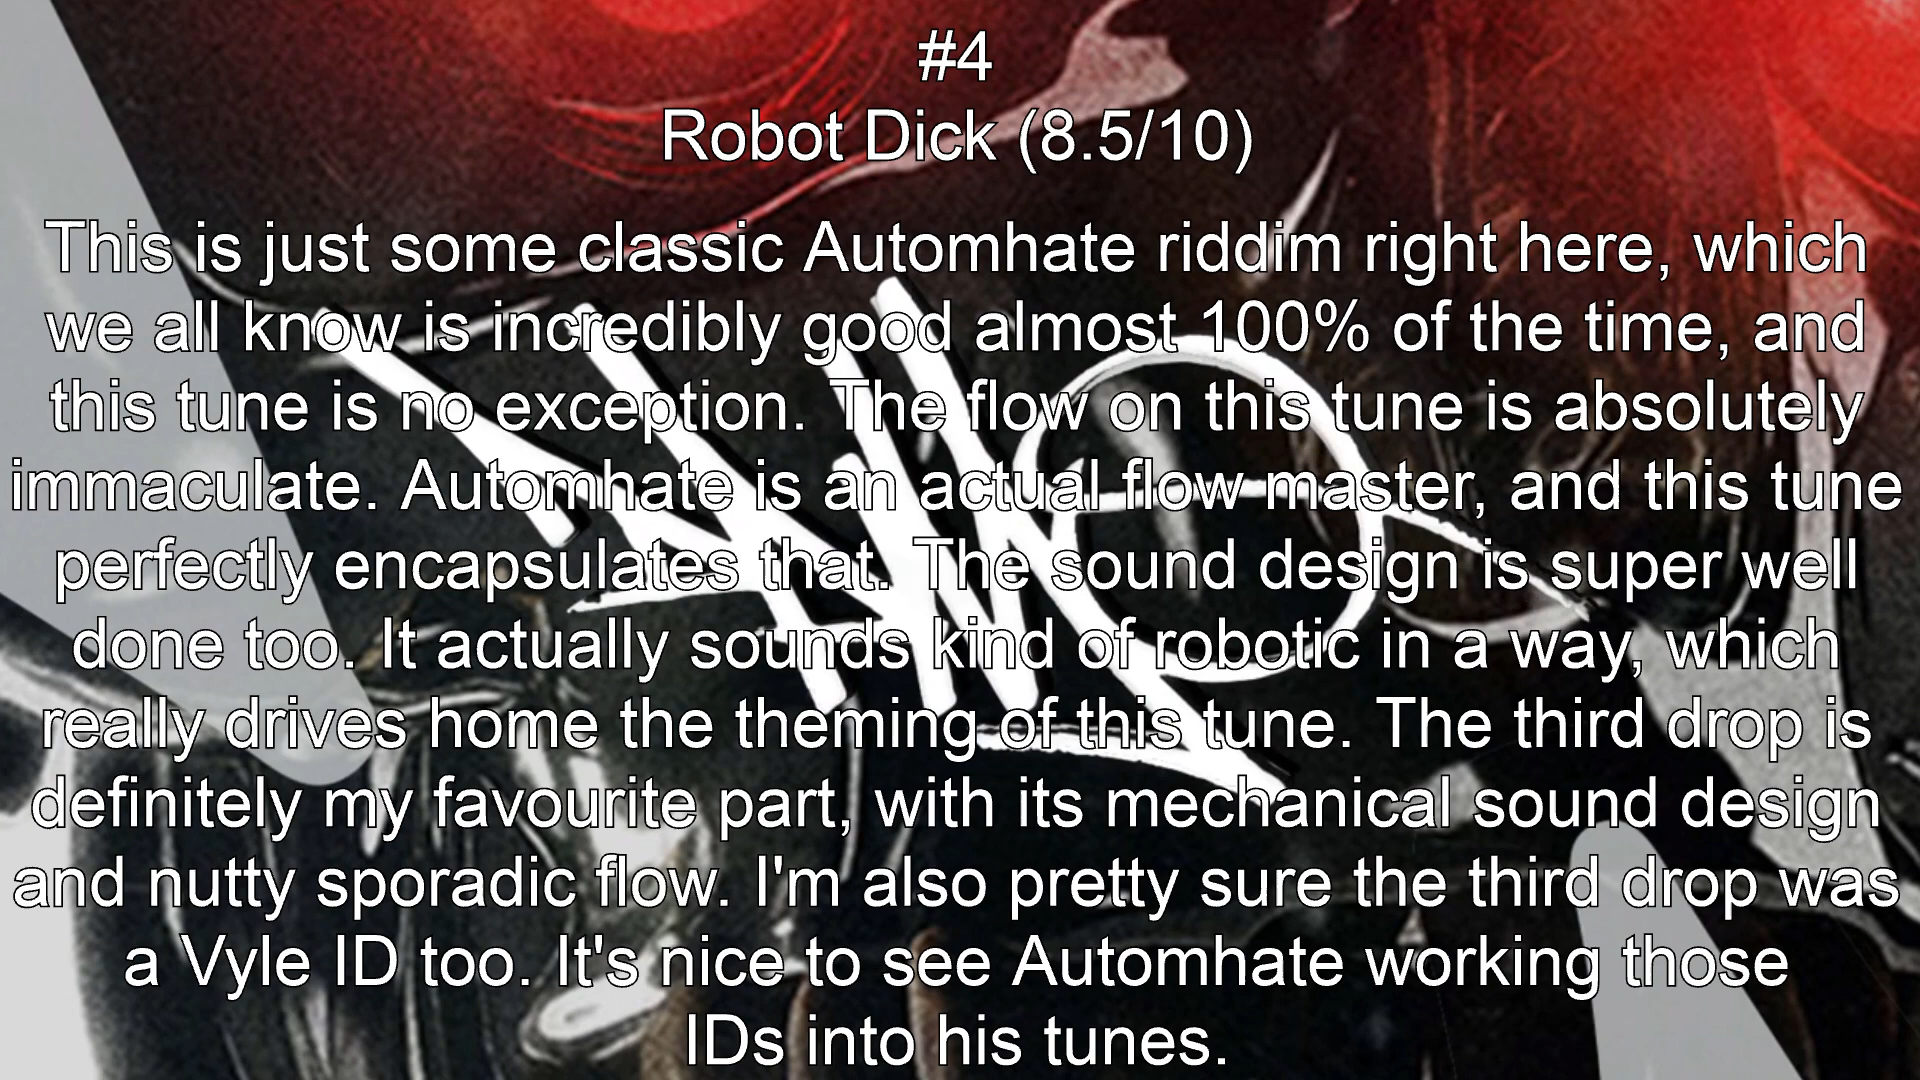 #4
Robot Dick (8.5/10)
This is just some classic Automhate riddim right here, which
we all know is incredibly good almost 100% of the time, and
this tune is no exception. The flow on this tune is absolutely
immaculate. Automhate is an actual flow master, and this tune
perfectly encapsulates that. The sound design is super well
done too. It actually sounds kind of robotic in a way, which
really drives home the theming of this tune. The third drop is
definitely my favourite part, with its mechanical sound design
and nutty sporadic flow. I'm also pretty sure the third drop was
a Vyle ID too. It's nice to see Automhate working those
IDs into his tunes.